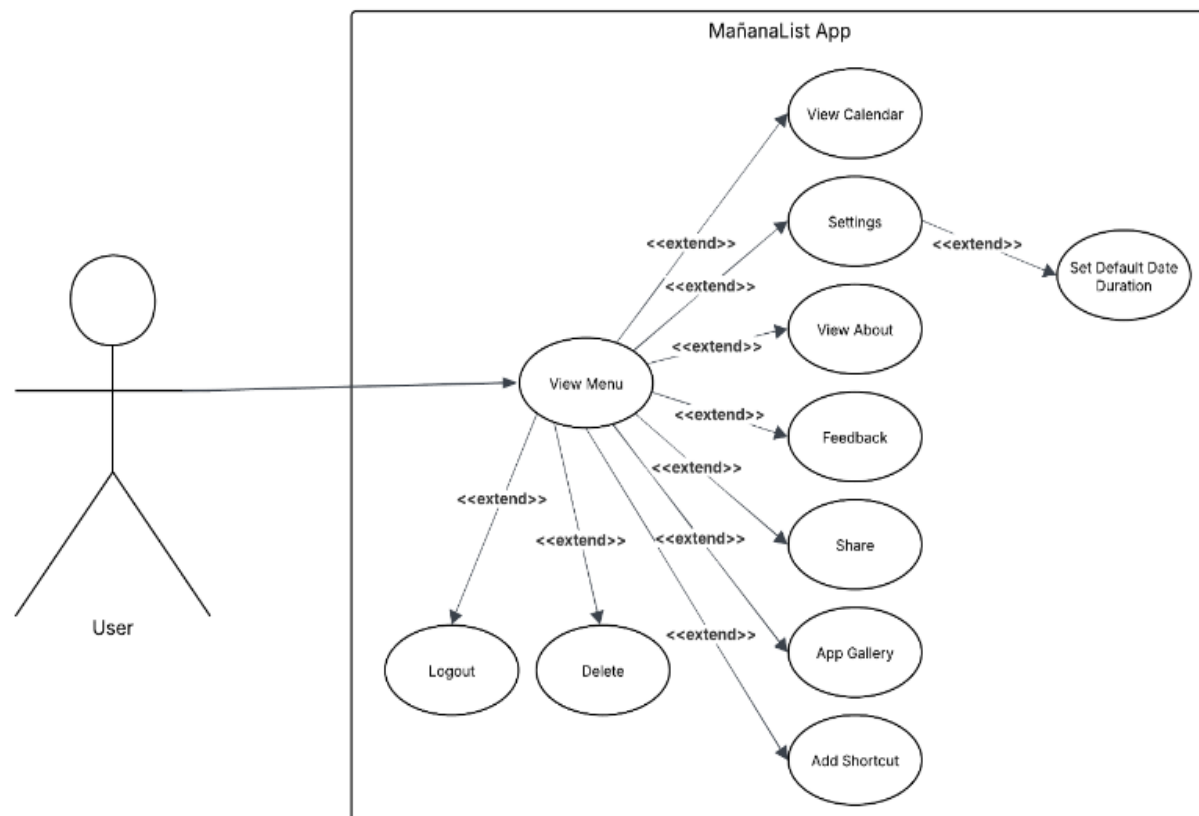 MañanaList App
View Calendar
<<extend>>
Settings
<<extend>>
Set Default Date
Duration
<<extend>>
View About
<<extend>>
View Menu
<<extend>>
Feedback
<<extend>>
Share
<<extend>>
<<extend>>
<<extend>>
App Gallery
<<extend>>
User
Logout
Delete
Add Shortcut